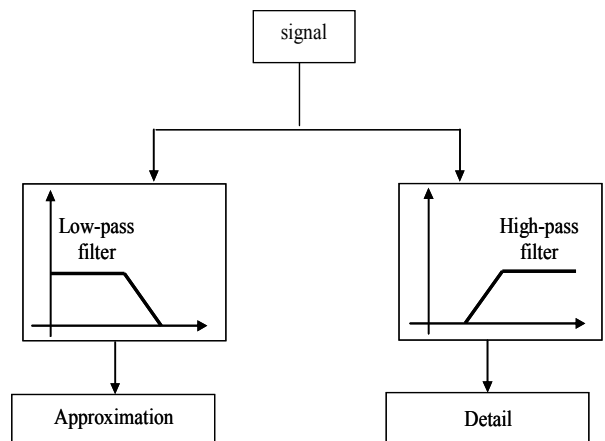 signal
Low-pass
filter
High-pass
filter
Approximation
Detail